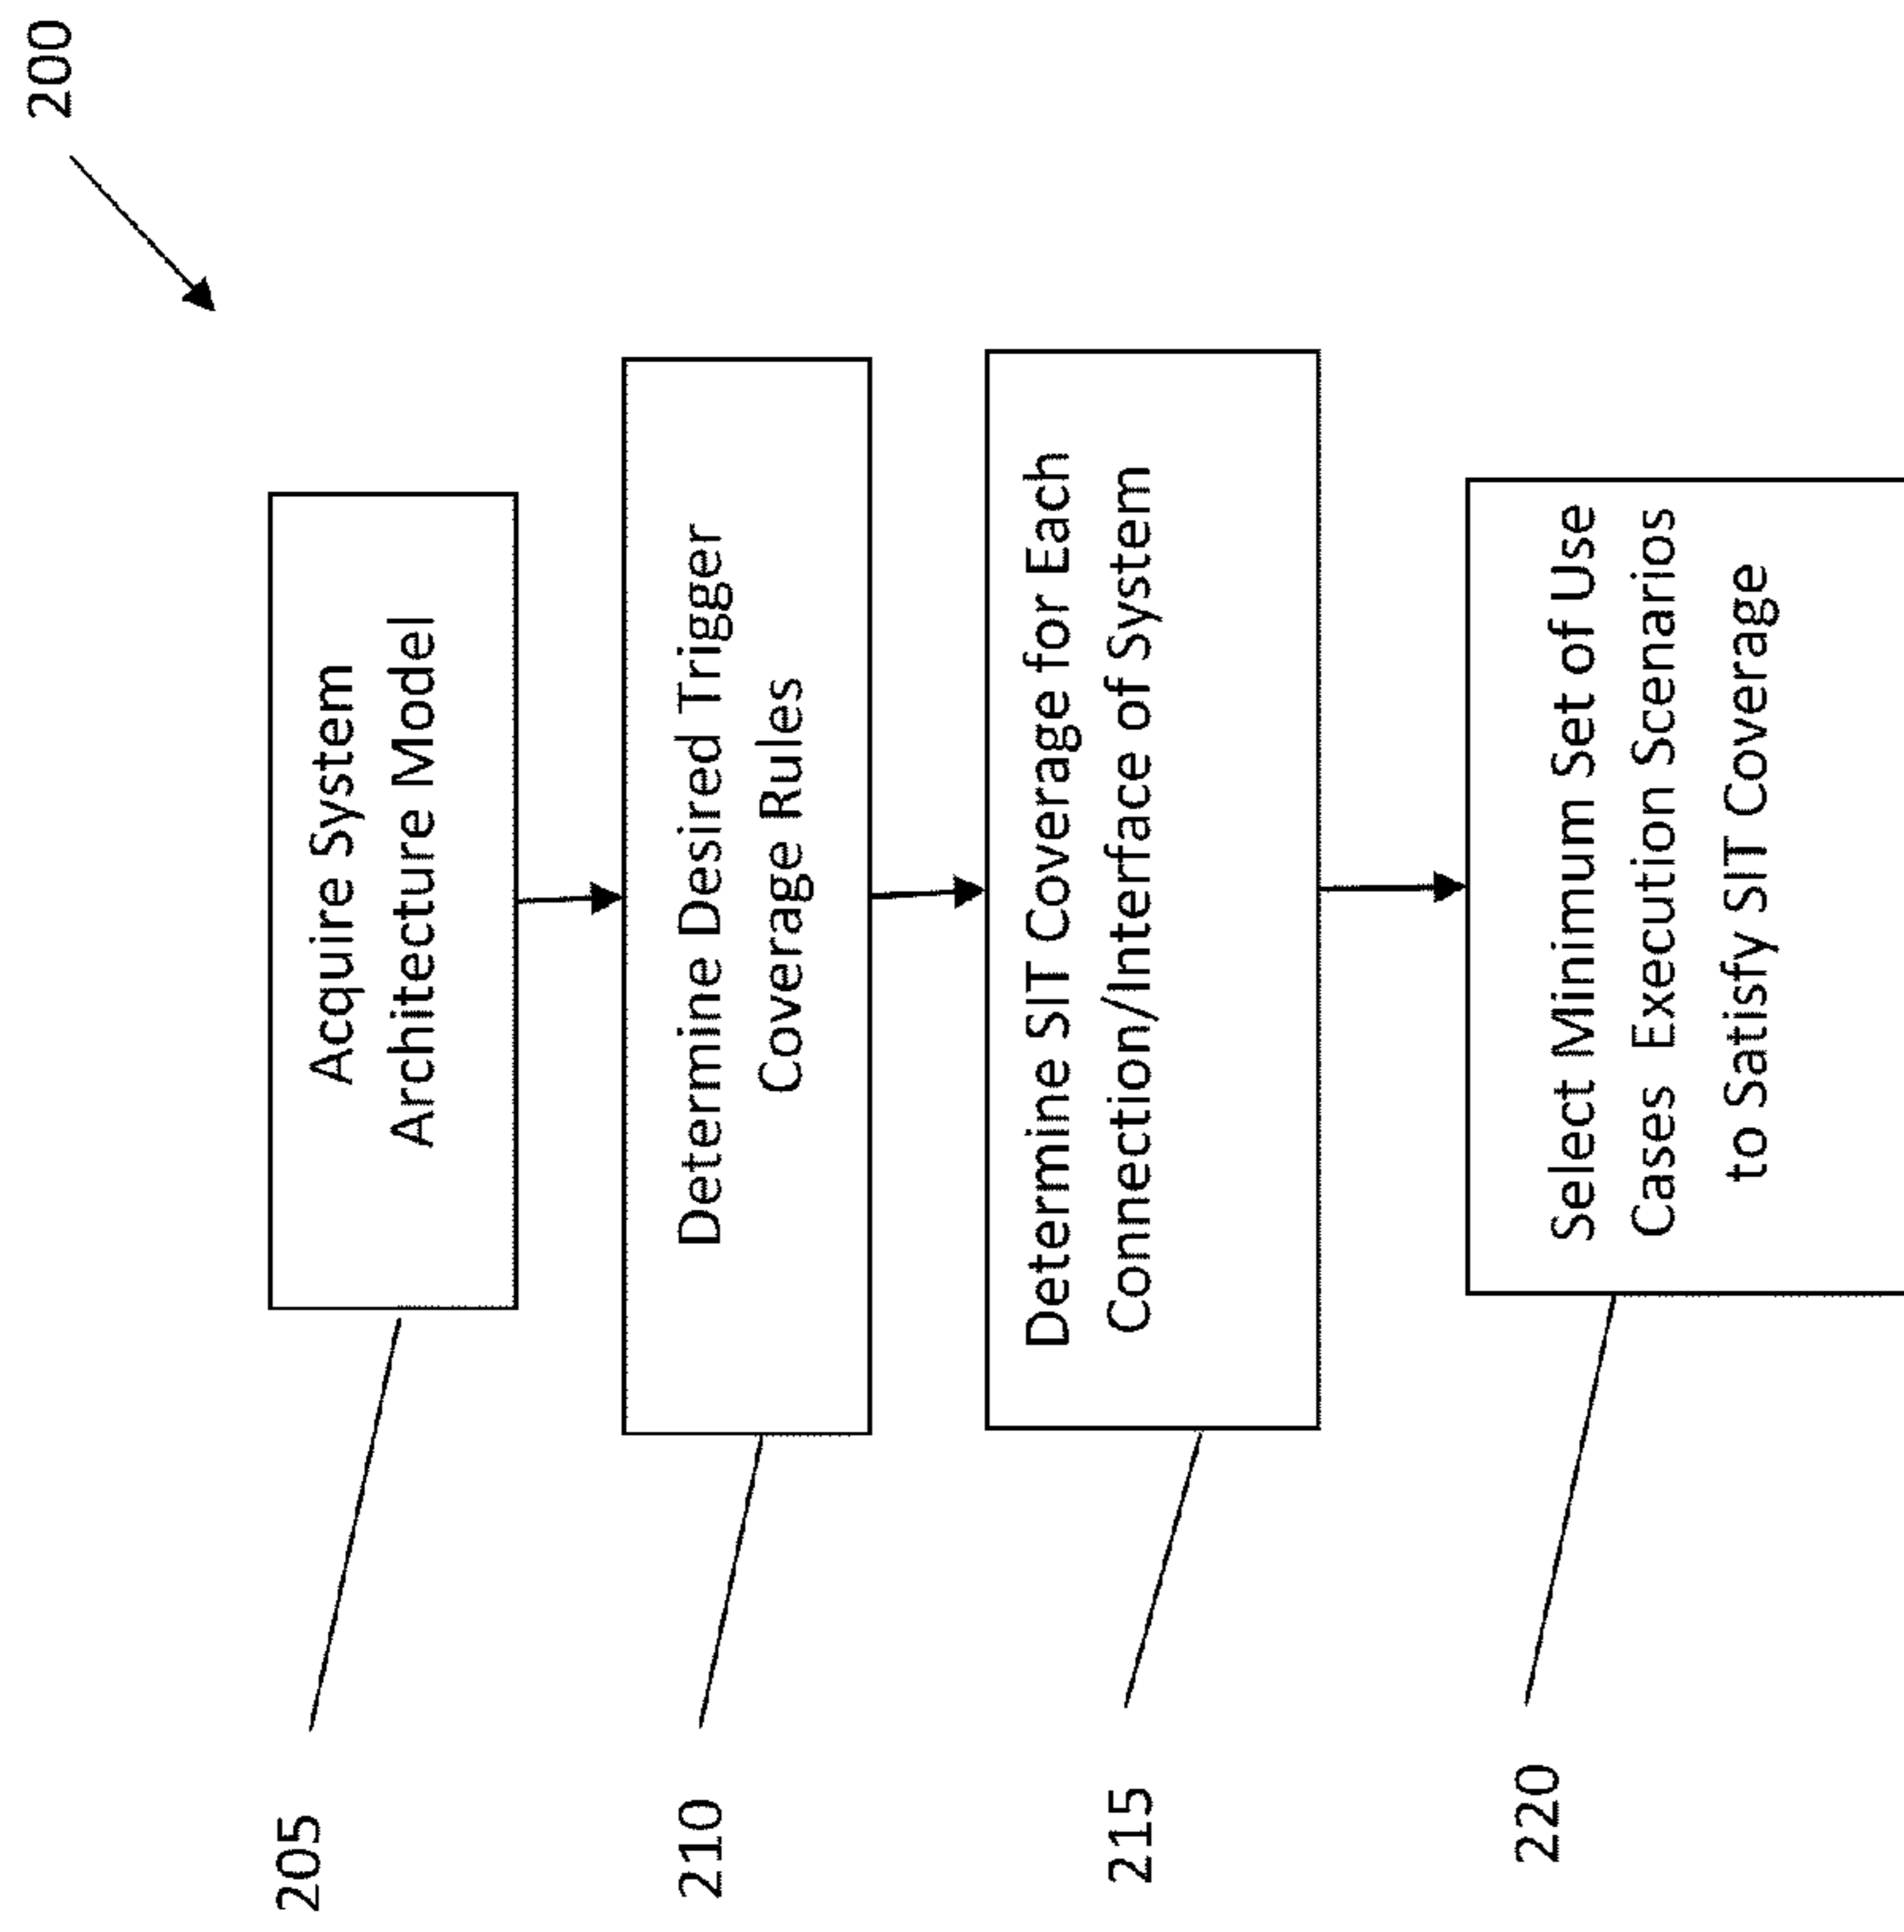 200
205
Acquire System
Architecture Model
210
Determine Desired Trigger
Coverage Rules
215
Determine SIT Coverage for Each
Connection/Interface of System
220
Select Minimum Set of Use
Cases Execution Scenarios
to Satisfy SIT Coverage